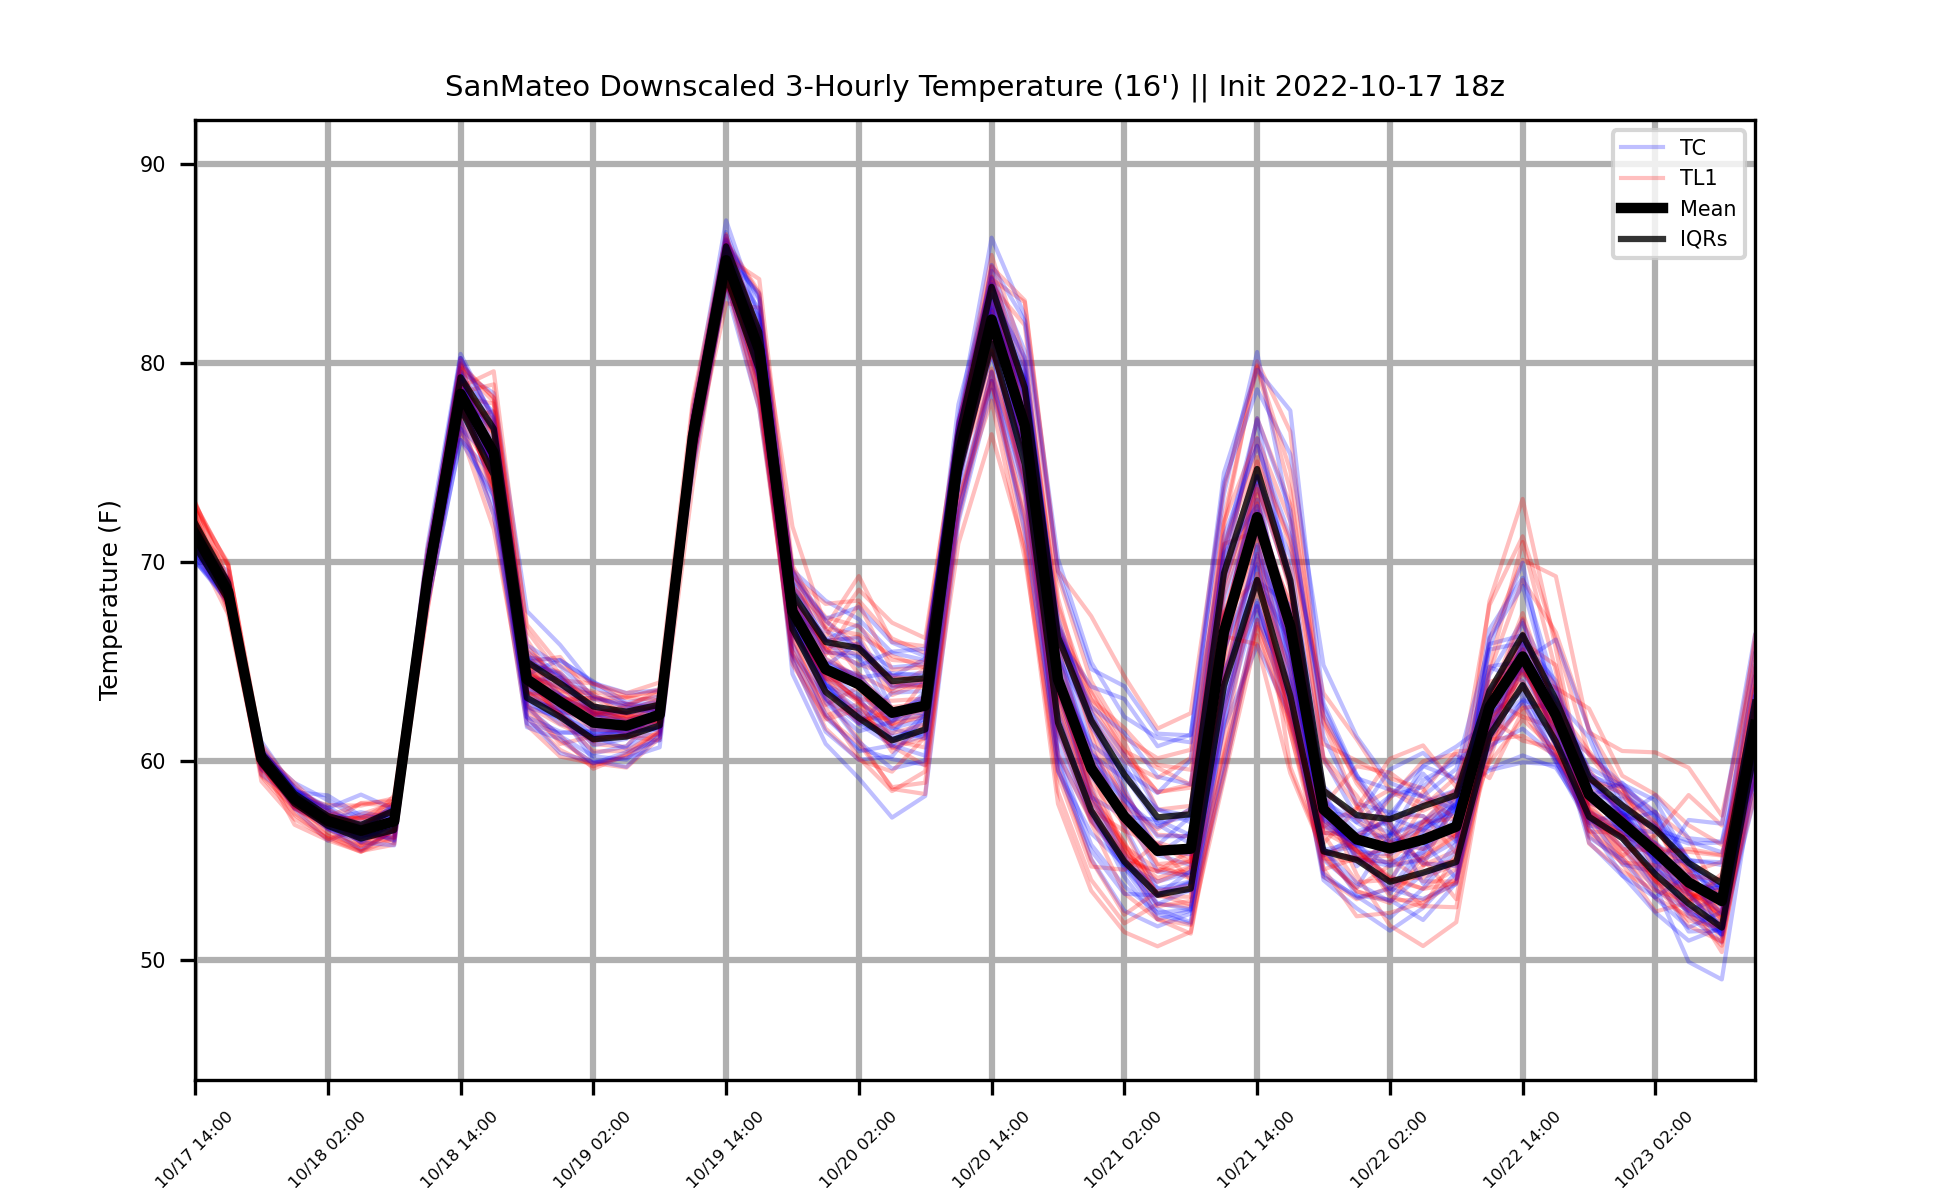 SanMateo Downscaled 3-Hourly Temperature (16') || Init 2022-10-17 18z
TC
TL1
Mean
IQRs
Temperature (F)
90
80
70
60
50
10/17 14:00
10/18 02:00
10/18 14:00
10/19 02:00
10/19 14:00
10/20 02:00
10/20 14:00
10/21 02:00
10/21 14:00
10/22 02:00
10/22 14:00
10/23 02:00